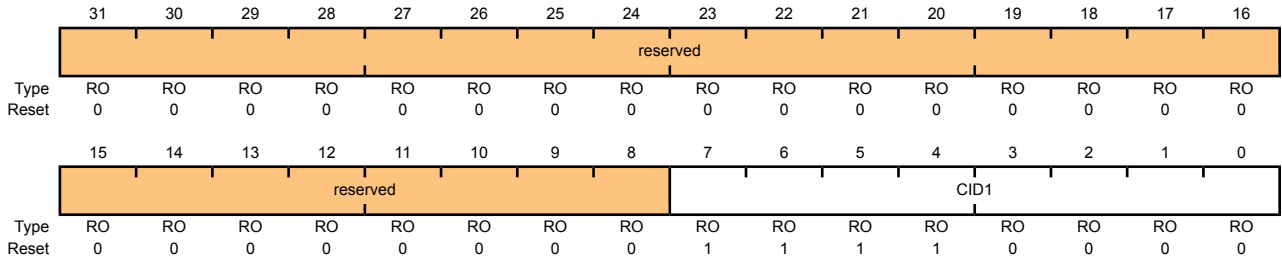 31 30 29 28 27 26 25 24 23 22 21 20 19 18 17 16
reserved
Type RO RO RO RO RO RO RO RO RO RO RO RO RO RO RO RO
Reset 0 0 0 0 0 0 0 0 0 0 0 0 0 0 0 0
15 14 13 12 11 10 9 8 7 6 5 4 3 2 1 0
reserved CID1
Type RO RO RO RO RO RO RO RO RO RO RO RO RO RO RO RO
Reset 0 0 0 0 0 0 0 0 1 1 1 1 0 0 0 0